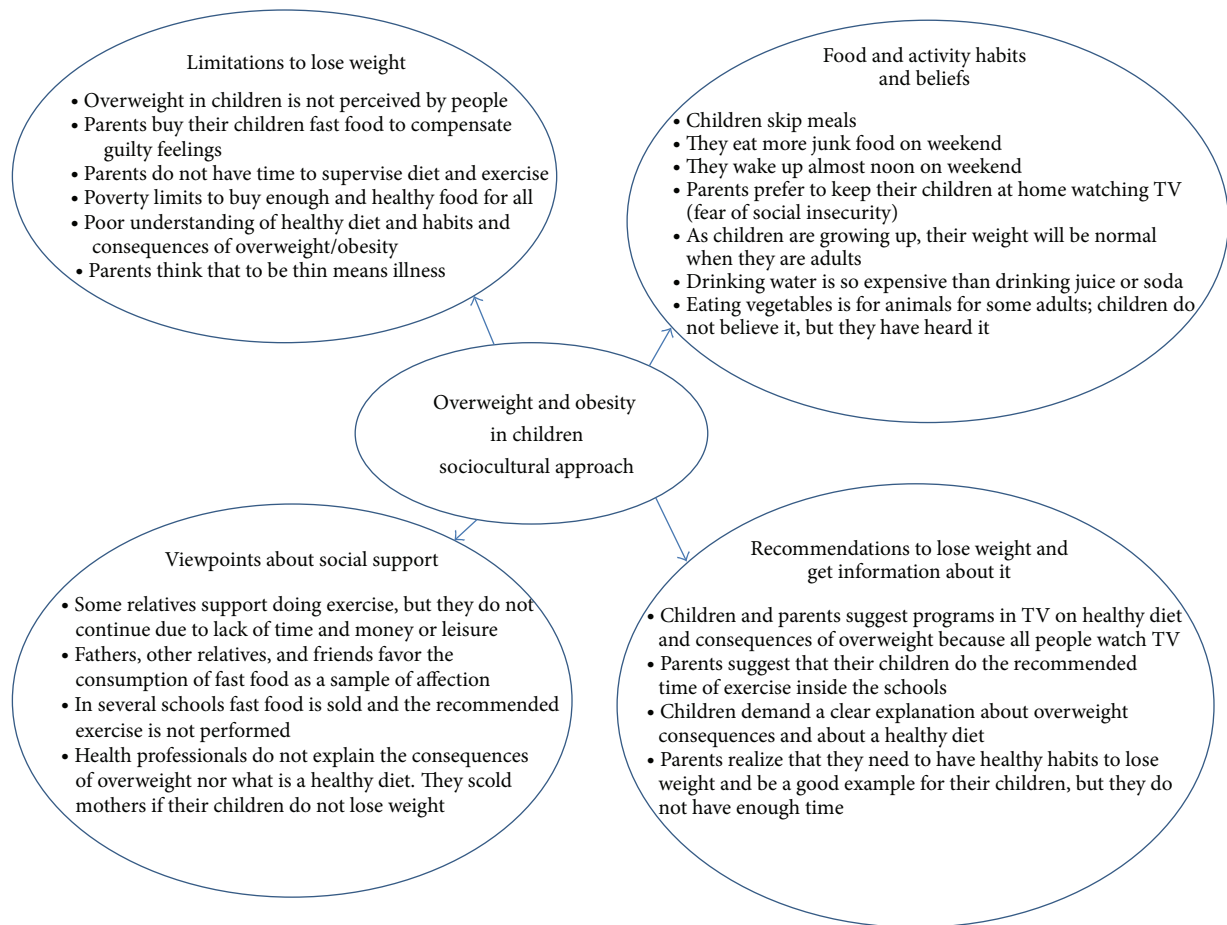 Limitations to lose weight
• Overweight in children is not perceived by people
• Parents buy their children fast food to compensate
guilty feelings
• Parents do not have time to supervise diet and exercise
• Poverty limits to buy enough and healthy food for all
• Poor understanding of healthy diet and habits and
consequences of overweight/obesity
• Parents think that to be thin means illness
Food and activity habits
and beliefs
• Children skip meals
• They eat more junk food on weekend
• They wake up almost noon on weekend
• Parents prefer to keep their children at home watching TV
(fear of social insecurity)
• As children are growing up, their weight will be normal
when they are adults
• Drinking water is so expensive than drinking juice or soda
• Eating vegetables is for animals for some adults; children do
not believe it, but they have heard it
Overweight and obesity
in children
sociocultural approach
Viewpoints about social support
• Some relatives support doing exercise, but they do not
continue due to lack of time and money or leisure
• Fathers, other relatives, and friends favor the
consumption of fast food as a sample of affection
• In several schools fast food is sold and the recommended
exercise is not performed
• Health professionals do not explain the consequences
of overweight nor what is a healthy diet. They scold
mothers if their children do not lose weight
Recommendations to lose weight and
get information about it
• Children and parents suggest programs in TV on healthy diet
and consequences of overweight because all people watch TV
• Parents suggest that their children do the recommended
time of exercise inside the schools
• Children demand a clear explanation about overweight
consequences and about a healthy diet
• Parents realize that they need to have healthy habits to lose
weight and be a good example for their children, but they do
not have enough time